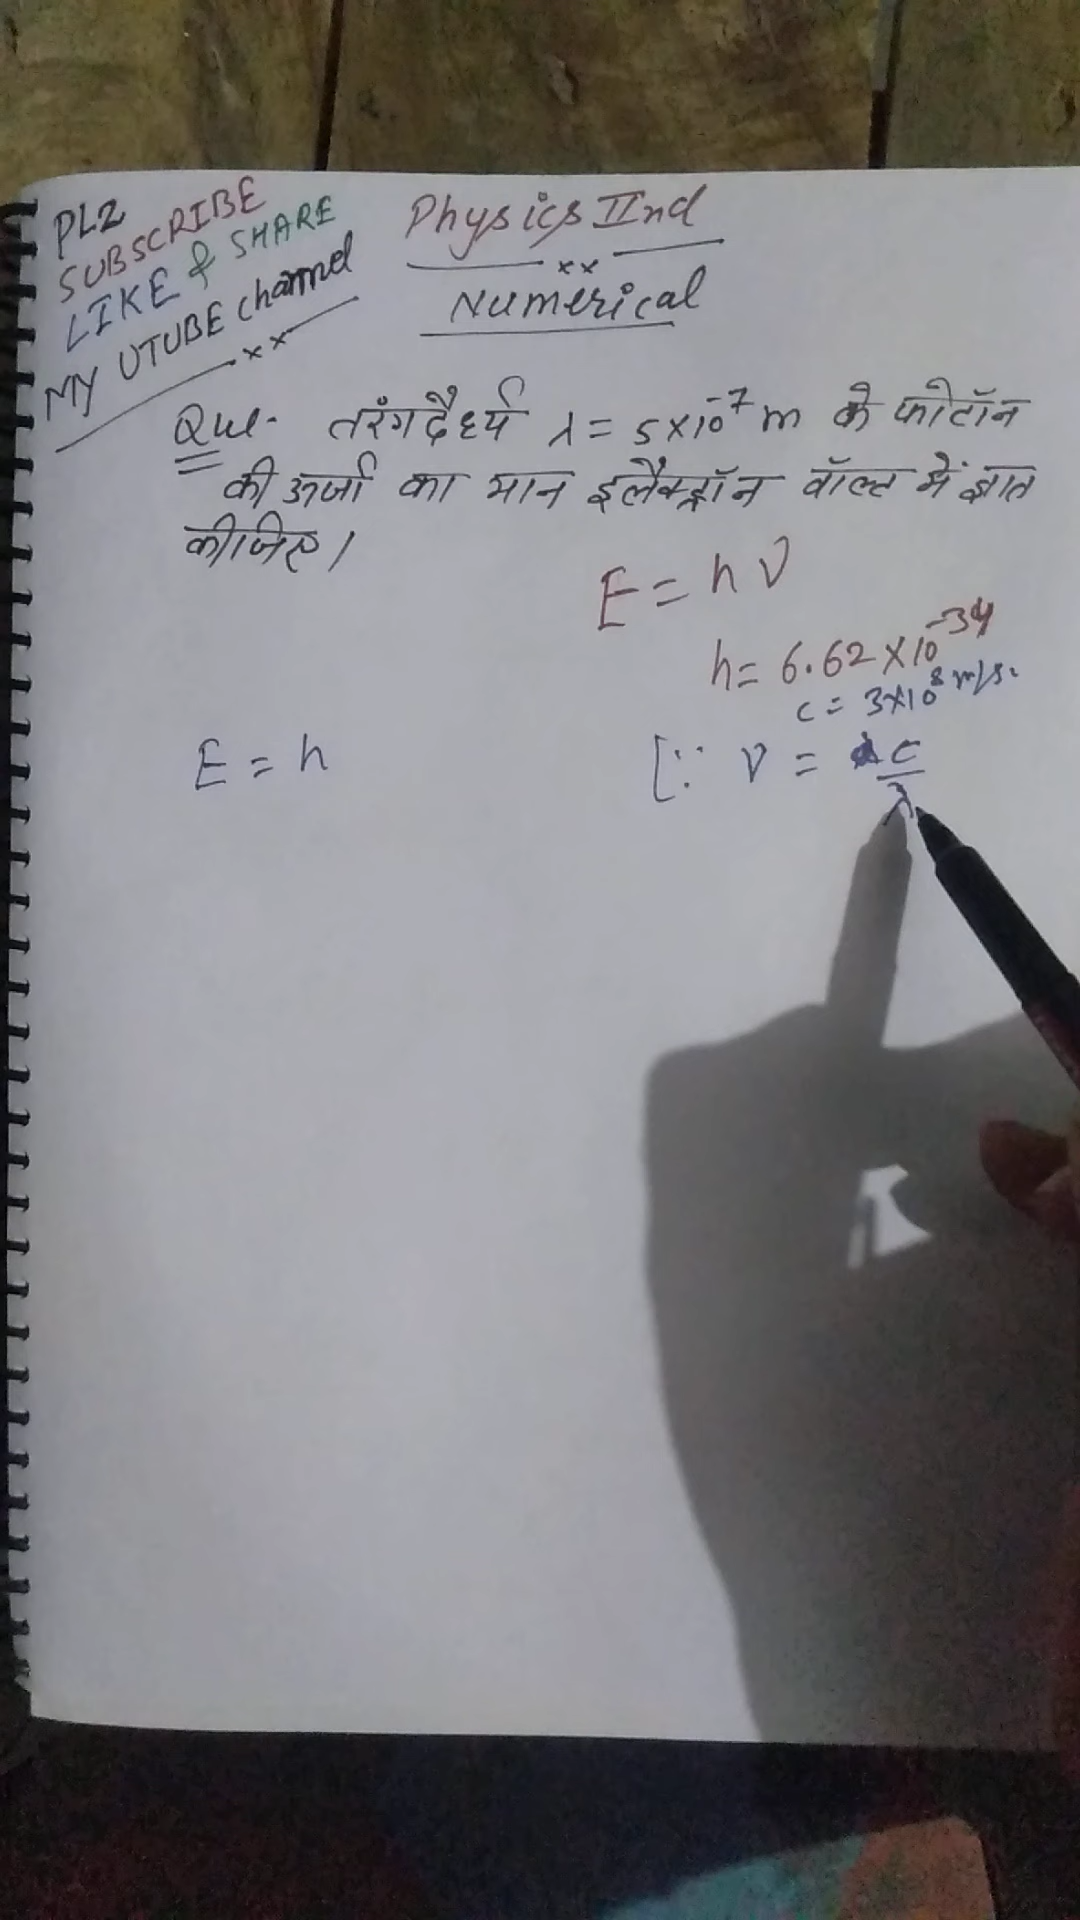 PLZ
SUBSCRIBE
LIKE & SHARE
MY UTUBE channel
Physics IInd
Numerical
Que. तरंगदैर्ध्य λ = 5×10⁻⁷ m के फोटॉन
की ऊर्जा का मान इलैक्ट्रॉन वॉल्ट में ज्ञात
कीजिए।
E = hν
h = 6.62 × 10⁻³⁴
c = 3×10⁸ m/s.
E = h
[∵ ν = c/λ